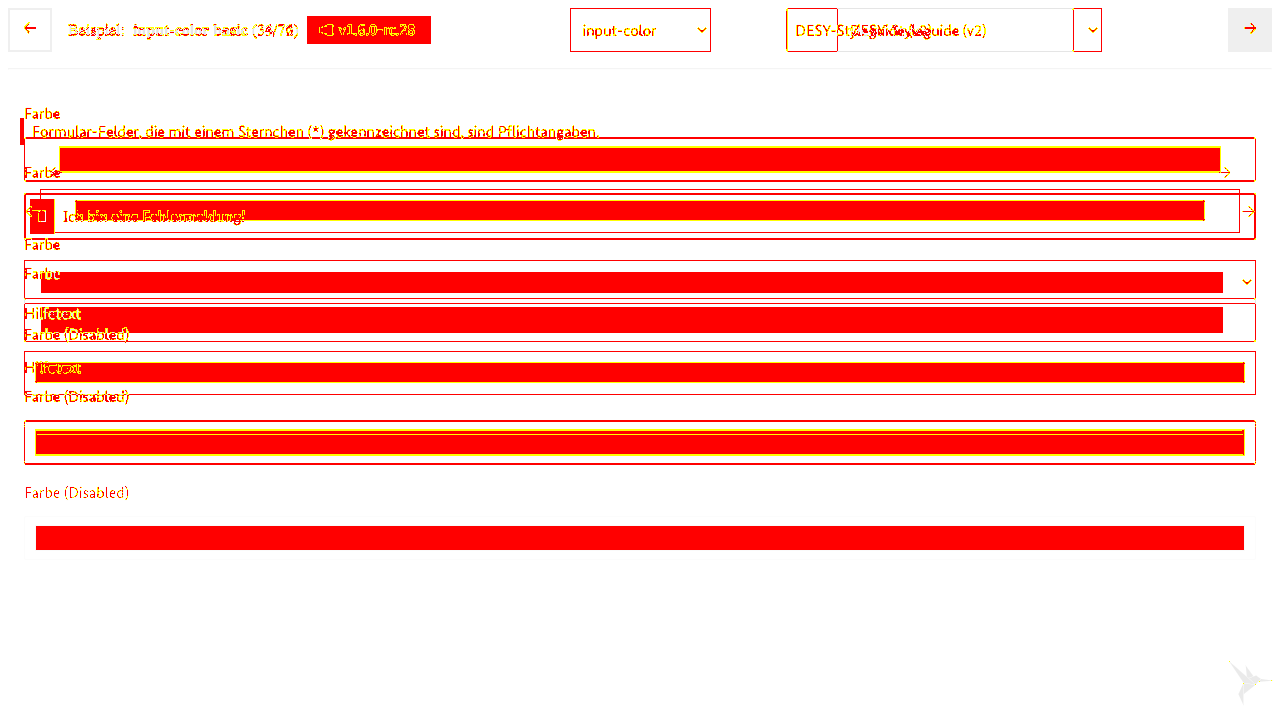 Beispiel: input-color basic (34/76) v1.6.0-rc.28 input-color DESY-Styleguide (v2)
Farbe
Formular-Felder, die mit einem Sternchen (*) gekennzeichnet sind, sind Pflichtangaben.
Farbe
Ich bin eine Fehlermeldung!
Farbe
Farbe
Hilfetext
Farbe (Disabled)
Hilfetext
Farbe (Disabled)
Farbe (Disabled)